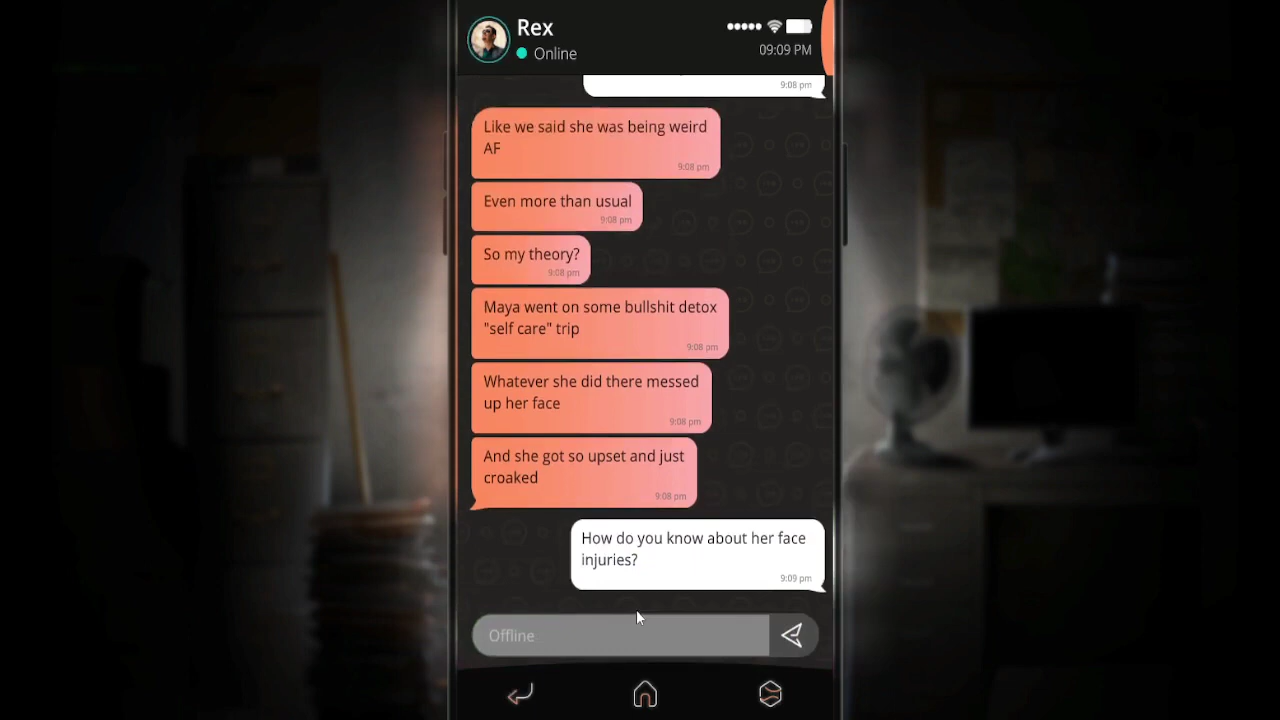 Rex
Online
09:09 PM
9:08 pm
Like we said she was being weird
AF
9:08 pm
Even more than usual
9:08 pm
So my theory?
9:08 pm
Maya went on some bullshit detox
"self care" trip
9:08 pm
Whatever she did there messed
up her face
9:08 pm
And she got so upset and just
croaked
9:08 pm
How do you know about her face
injuries?
9:09 pm
Offline